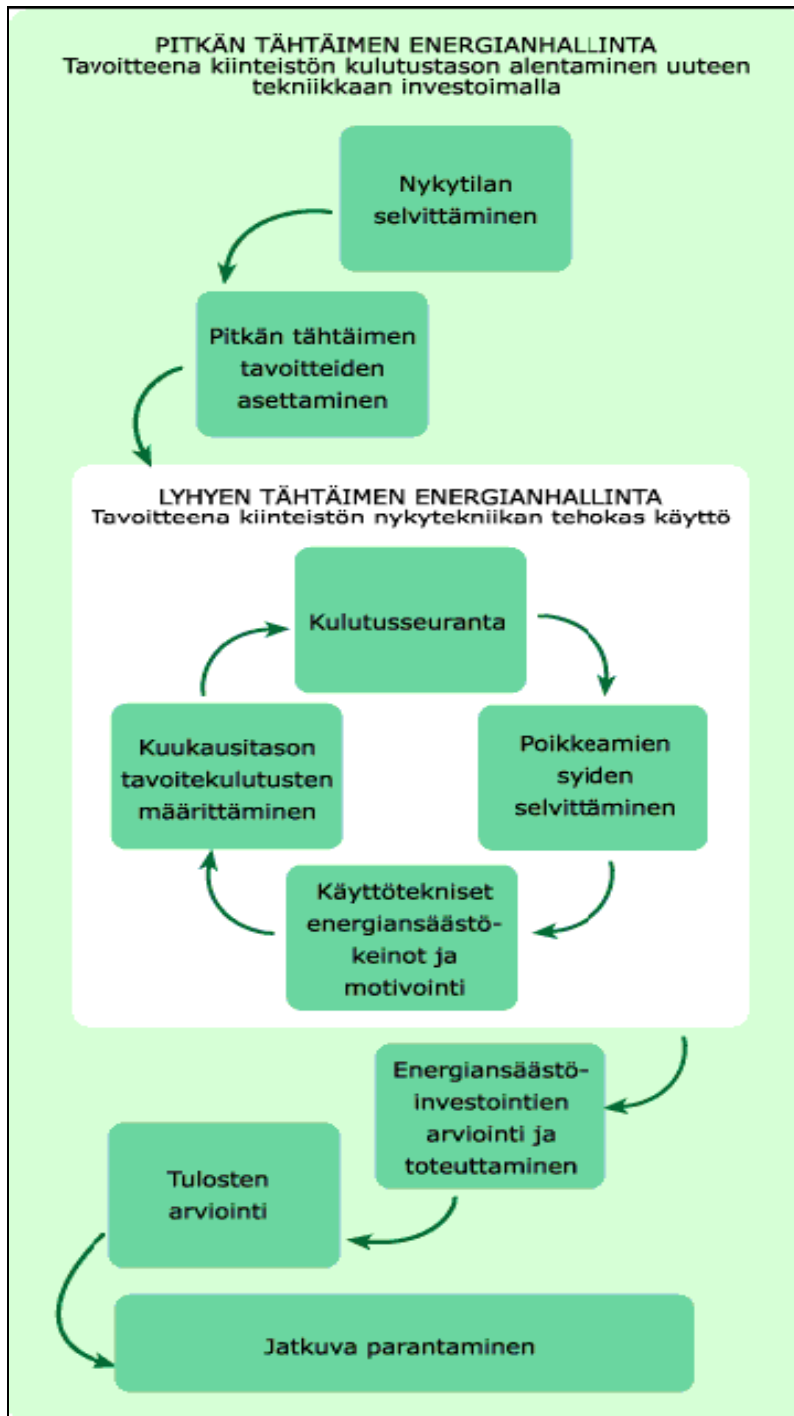 PITKÄN TÄHTÄIMEN ENERGIANHALLINTA
Tavoitteena kiinteistön kulutustason alentaminen uuteen
tekniikkaan investoimalla
Nykytilan
selvittäminen
Pitkän tähtäimen
tavoitteiden
asettaminen
LYHYEN TÄHTÄIMEN ENERGIANHALLINTA
Tavoitteena kiinteistön nykytekniikan tehokas käyttö
Kulutusseuranta
Poikkeamien
syiden
selvittäminen
Käyttötekniset
energiansäästö-
keinot ja
motivointi
Kuukausitason
tavoitekulutusten
määrittäminen
Energiansäästö-
investointien
arviointi ja
toteuttaminen
Tulosten
arviointi
Jatkuva parantaminen